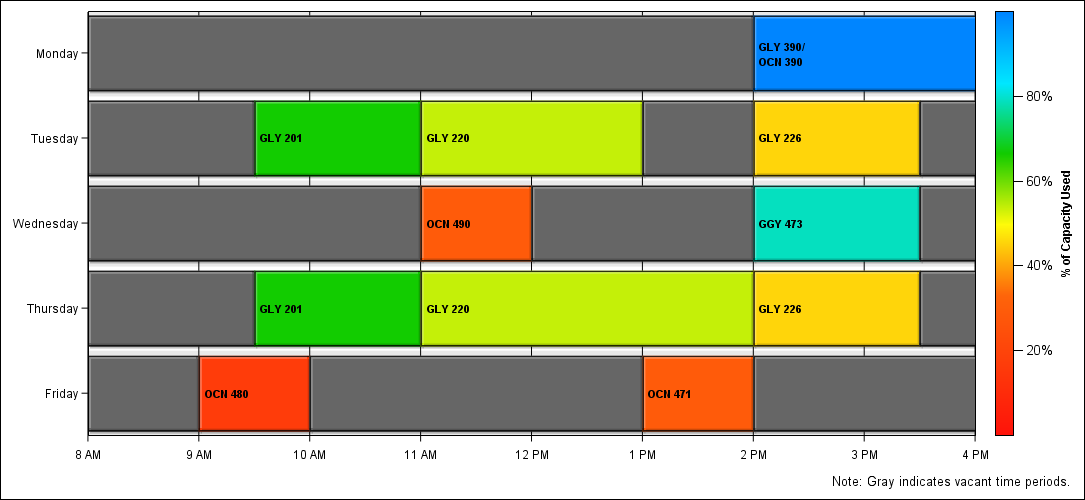 Monday
GLY 390/
OCN 390
Tuesday
GLY 201
GLY 220
GLY 226
Wednesday
OCN 490
GGY 473
Thursday
GLY 201
GLY 220
GLY 226
Friday
OCN 480
OCN 471
8 AM
9 AM
10 AM
11 AM
12 PM
1 PM
2 PM
3 PM
4 PM
80%
60%
40%
20%
% of Capacity Used
Note: Gray indicates vacant time periods.